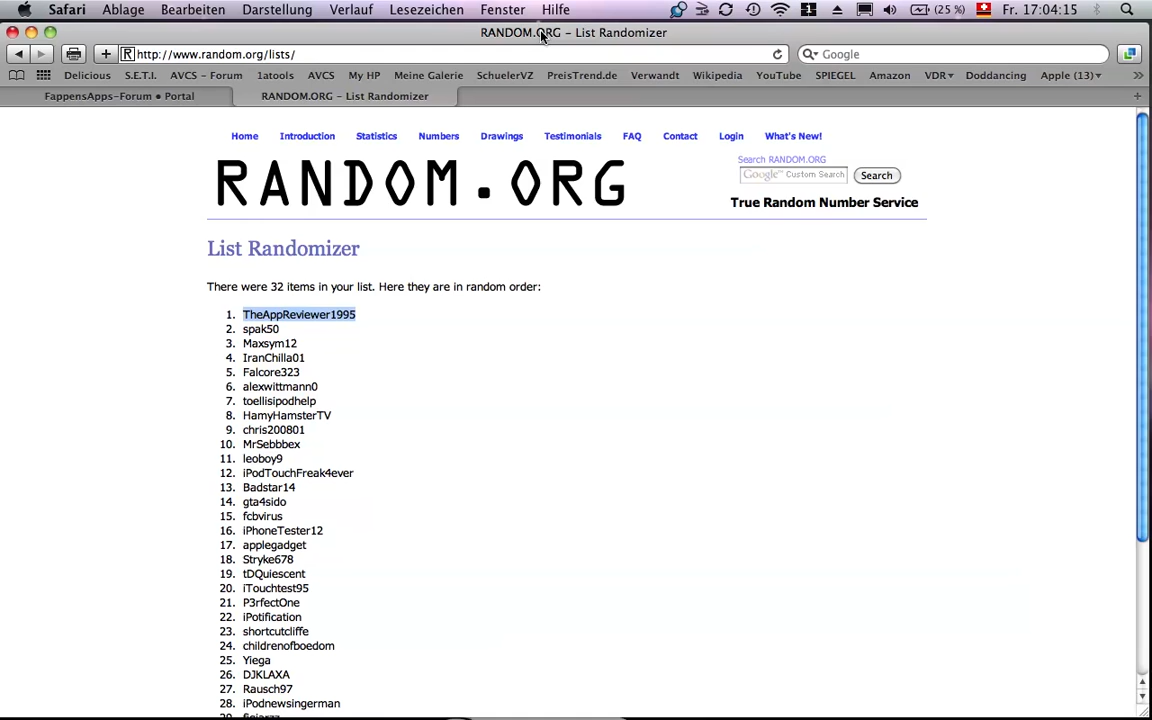 Safari Ablage Bearbeiten Darstellung Verlauf Lesezeichen Fenster Hilfe 1 (25 %) Fr. 17:04:15
RANDOM.ORG – List Randomizer
http://www.random.org/lists/ Google
Delicious S.E.T.I. AVCS - Forum 1atools AVCS My HP Meine Galerie SchuelerVZ PreisTrend.de Verwandt Wikipedia YouTube SPIEGEL Amazon VDR Doddancing Apple (13)
FappensApps-Forum • Portal RANDOM.ORG – List Randomizer
Home Introduction Statistics Numbers Drawings Testimonials FAQ Contact Login What's New!
Search RANDOM.ORG
RANDOM.ORG
Google™ Custom Search Search
True Random Number Service
List Randomizer
There were 32 items in your list. Here they are in random order:
1. TheAppReviewer1995
2. spak50
3. Maxsym12
4. IranChilla01
5. Falcore323
6. alexwittmann0
7. toellisipodhelp
8. HamyHamsterTV
9. chris200801
10. MrSebbbex
11. leoboy9
12. iPodTouchFreak4ever
13. Badstar14
14. gta4sido
15. fcbvirus
16. iPhoneTester12
17. applegadget
18. Stryke678
19. tDQuiescent
20. iTouchtest95
21. P3rfectOne
22. iPotification
23. shortcutcliffe
24. childrenofboedom
25. Yiega
26. DJKLAXA
27. Rausch97
28. iPodnewsingerman